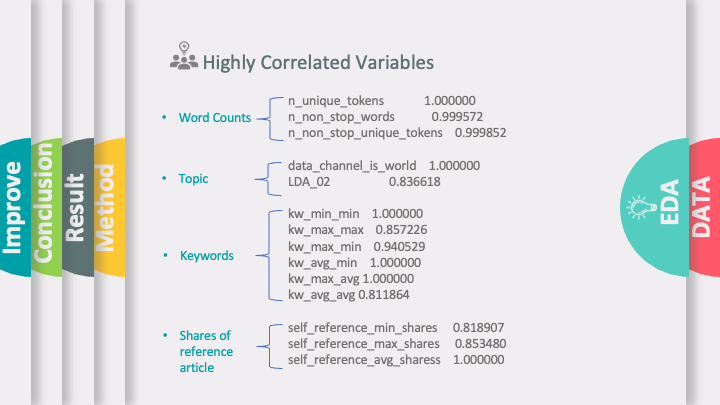 Highly Correlated Variables
• Word Counts
n_unique_tokens 1.000000
n_non_stop_words 0.999572
n_non_stop_unique_tokens 0.999852
• Topic
data_channel_is_world 1.000000
LDA_02 0.836618
• Keywords
kw_min_min 1.000000
kw_max_max 0.857226
kw_max_min 0.940529
kw_avg_min 1.000000
kw_max_avg 1.000000
kw_avg_avg 0.811864
• Shares of
reference
article
self_reference_min_shares 0.818907
self_reference_max_shares 0.853480
self_reference_avg_sharess 1.000000
Improve
Conclusion
Result
Method
EDA
DATA